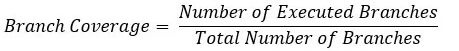 Branch Coverage = Number of Executed Branches / Total Number of Branches